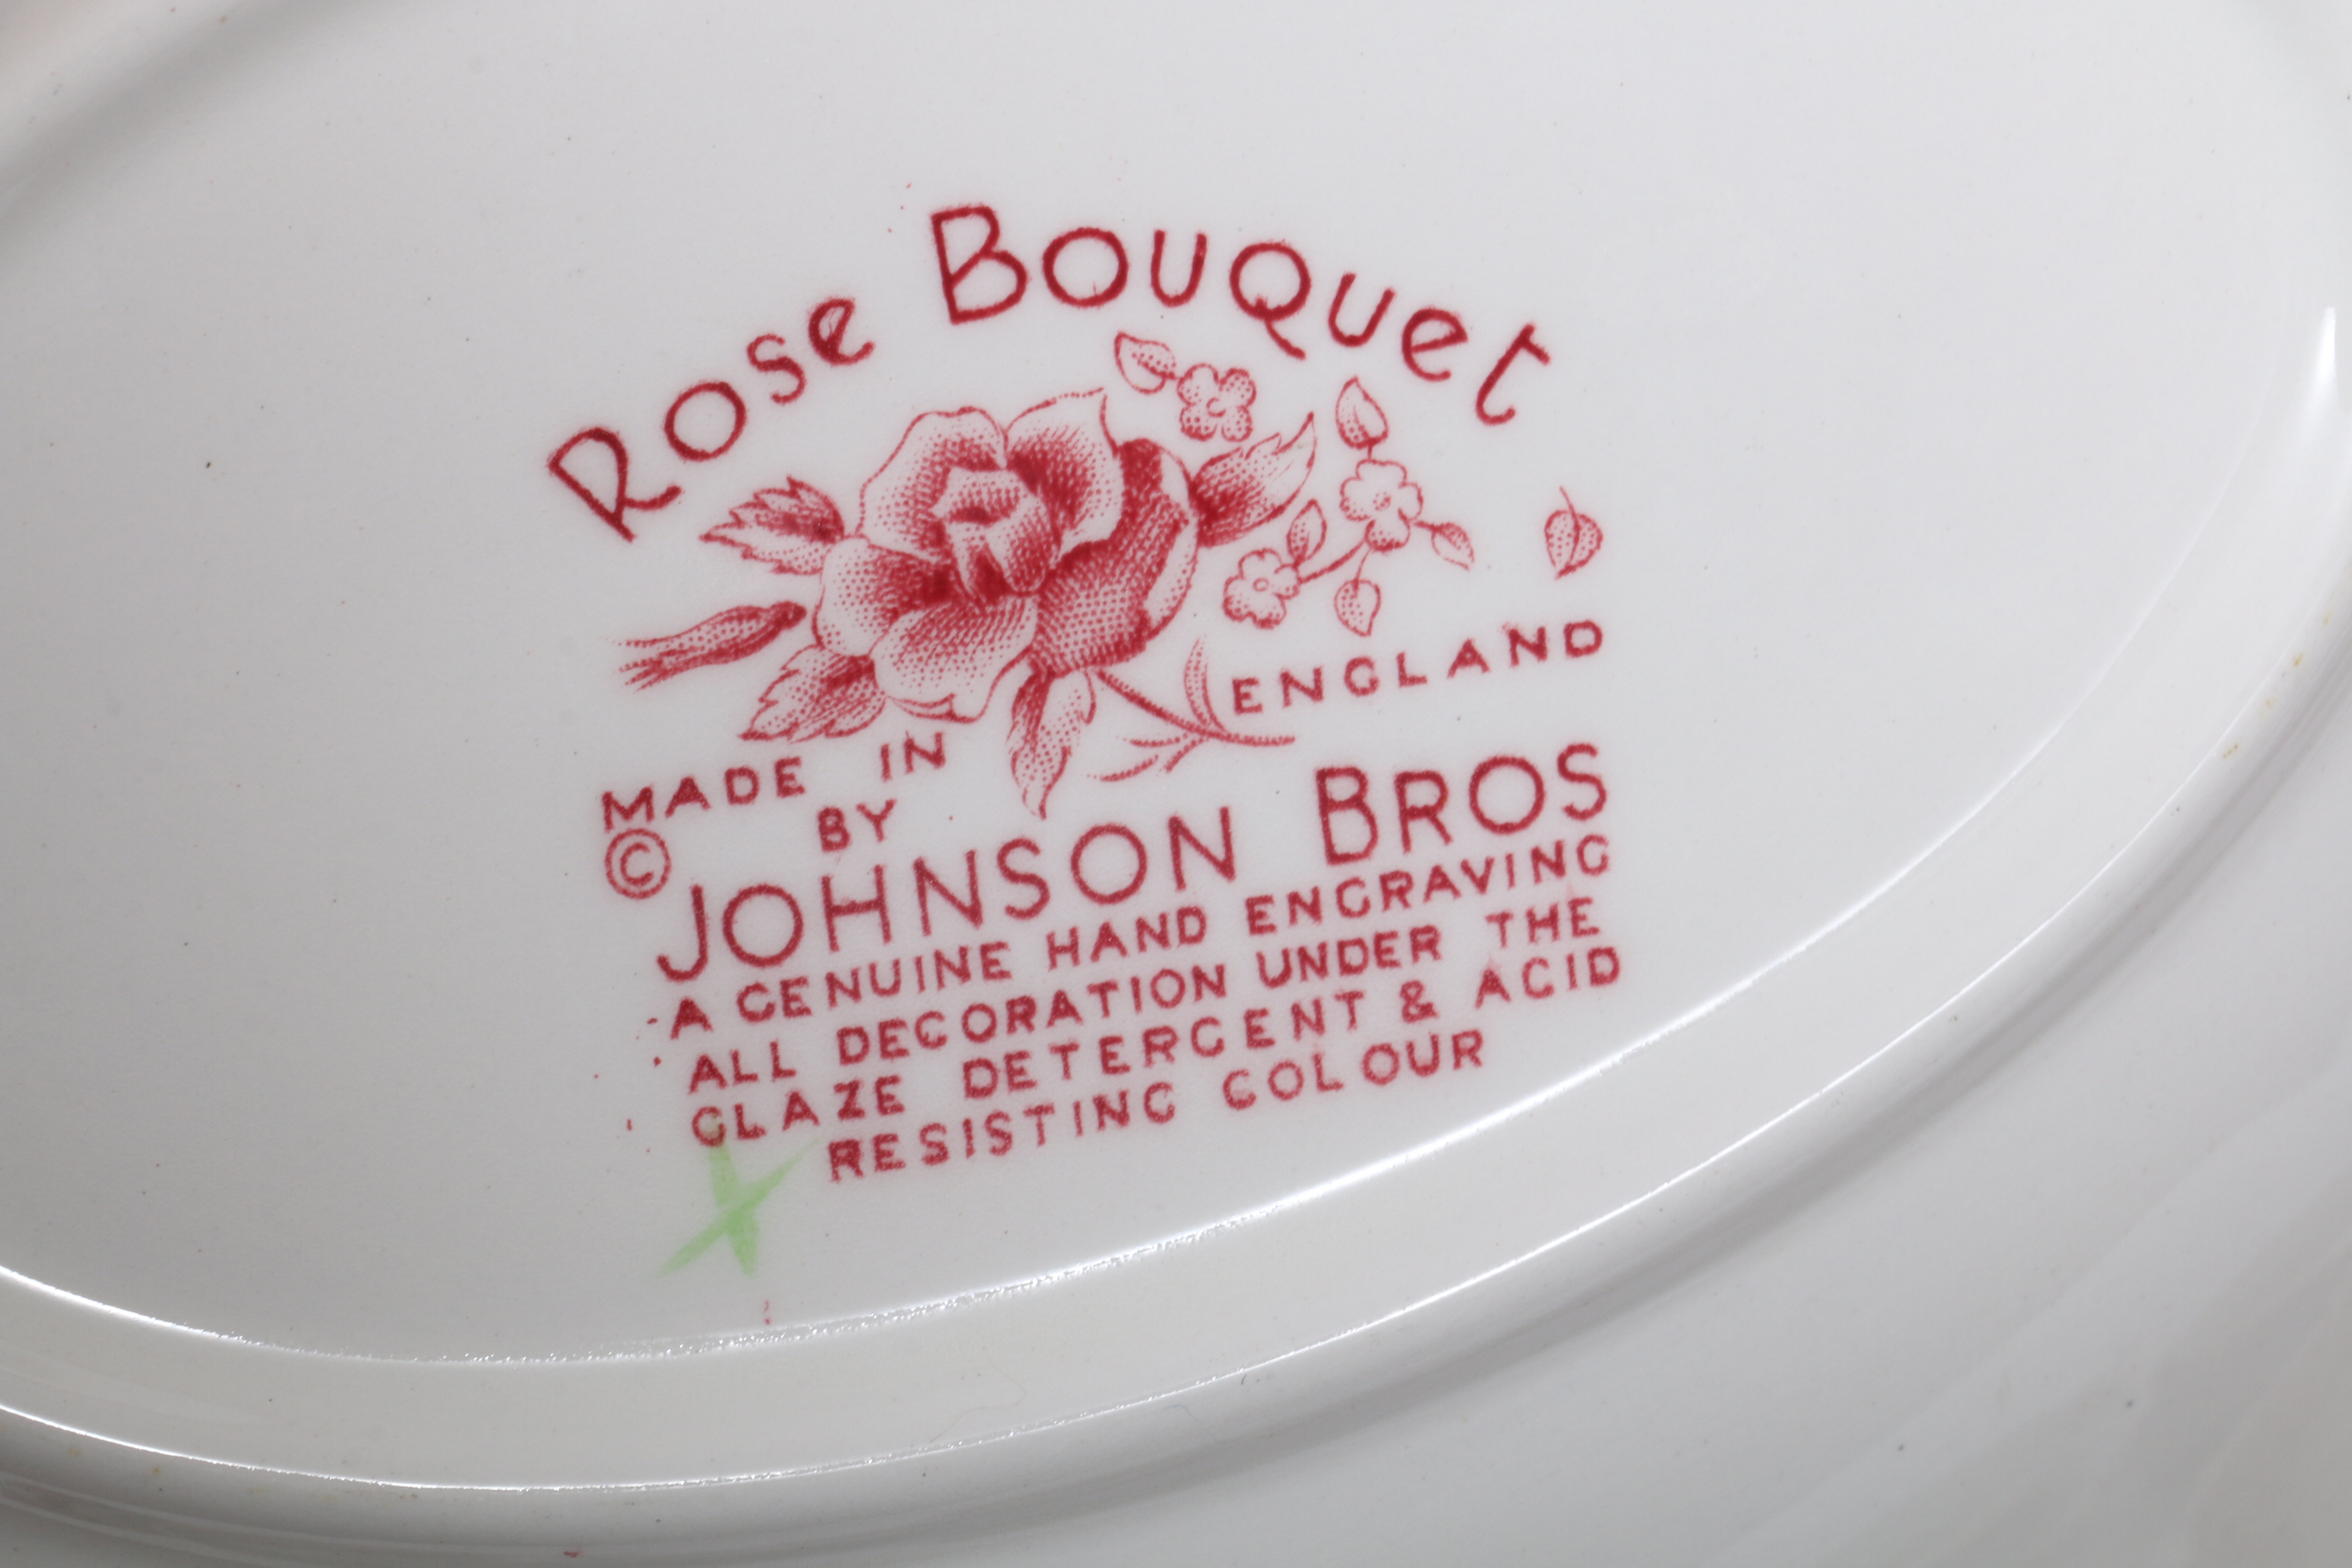 Rose Bouquet
MADE IN ENGLAND
© BY
JOHNSON BROS
A GENUINE HAND ENGRAVING
ALL DECORATION UNDER THE
GLAZE DETERGENT & ACID
RESISTING COLOUR